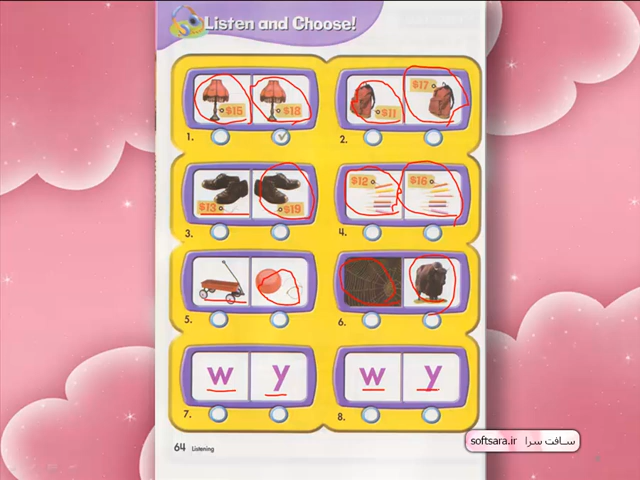 Listen and Choose!
$15
$18
1.
$11
$17
2.
$13
$19
3.
$12
$16
4.
5.
6.
w
y
7.
w
y
8.
64 Listening
softsara.ir سافت سرا